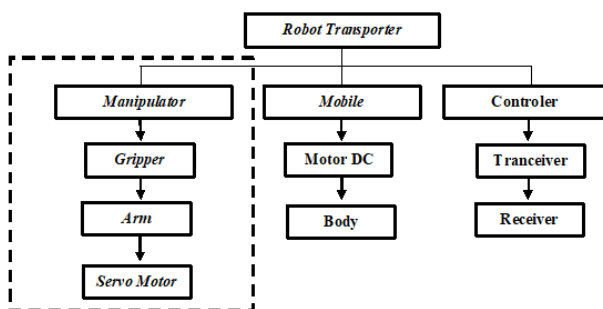 Robot Transporter
Manipulator
Mobile
Controler
Gripper
Motor DC
Tranceiver
Arm
Body
Receiver
Servo Motor